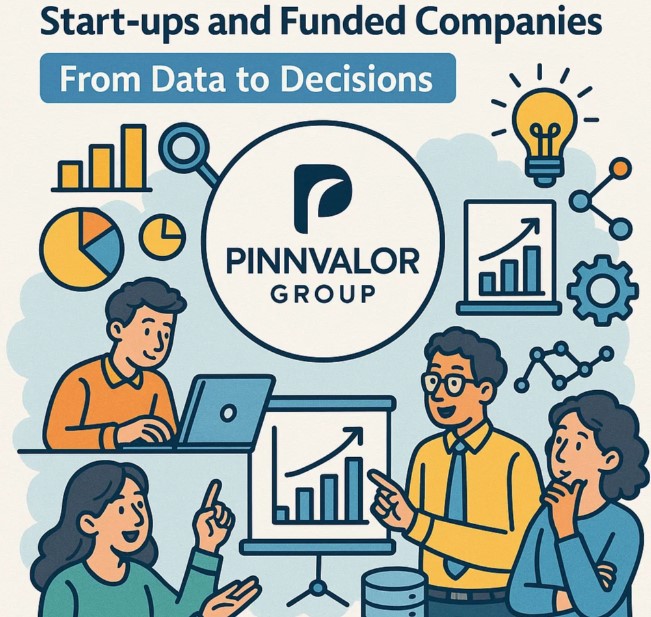 Start-ups and Funded Companies
From Data to Decisions
PINNVALOR
GROUP